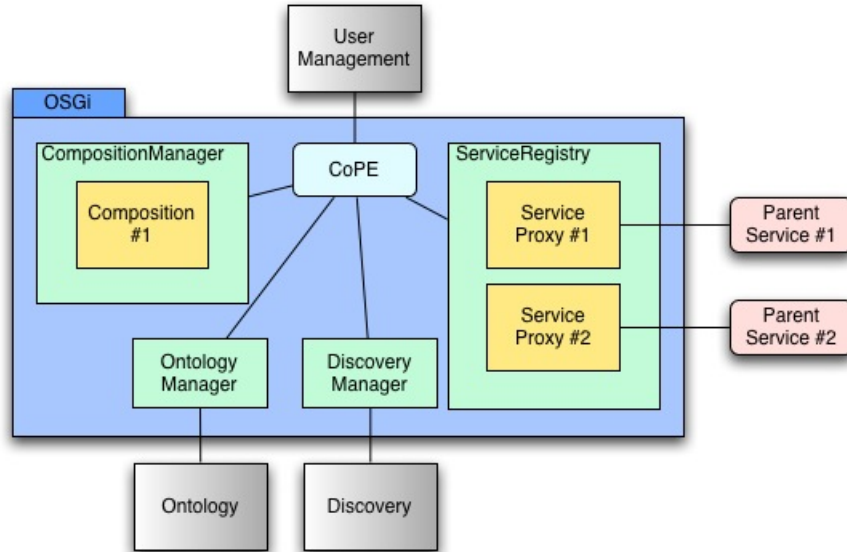 User
Management
OSGi
CompositionManager
CoPE
ServiceRegistry
Composition
#1
Service
Proxy #1
Parent
Service #1
Service
Proxy #2
Parent
Service #2
Ontology
Manager
Discovery
Manager
Ontology
Discovery